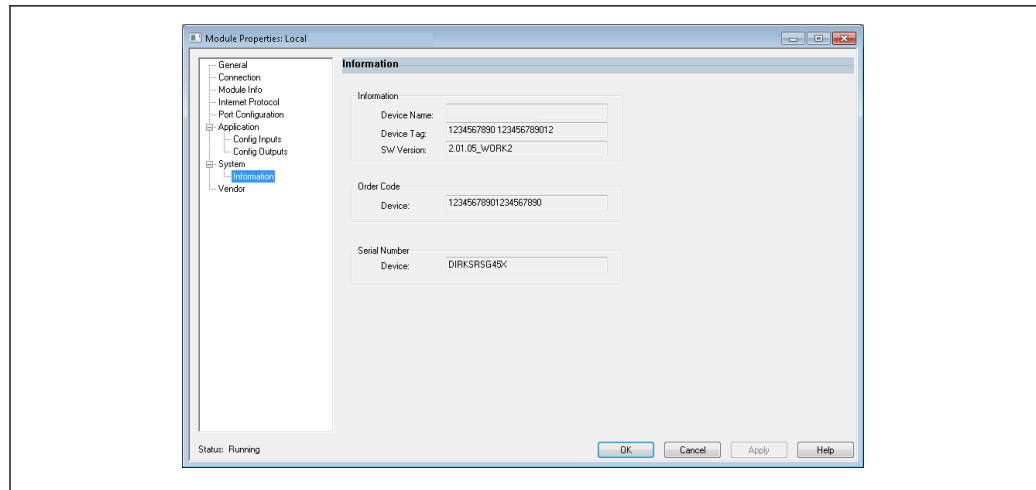 Module Properties: Local
General
Connection
Module Info
Internet Protocol
Port Configuration
Application
Config Inputs
Config Outputs
System
Information
Vendor
Information
Information
Device Name:
Device Tag: 1234567890 123456789012
SW Version: 2.01.05_WORK2
Order Code
Device: 12345678901234567890
Serial Number
Device: DIRKSRSG45X
Status: Running
OK Cancel Apply Help